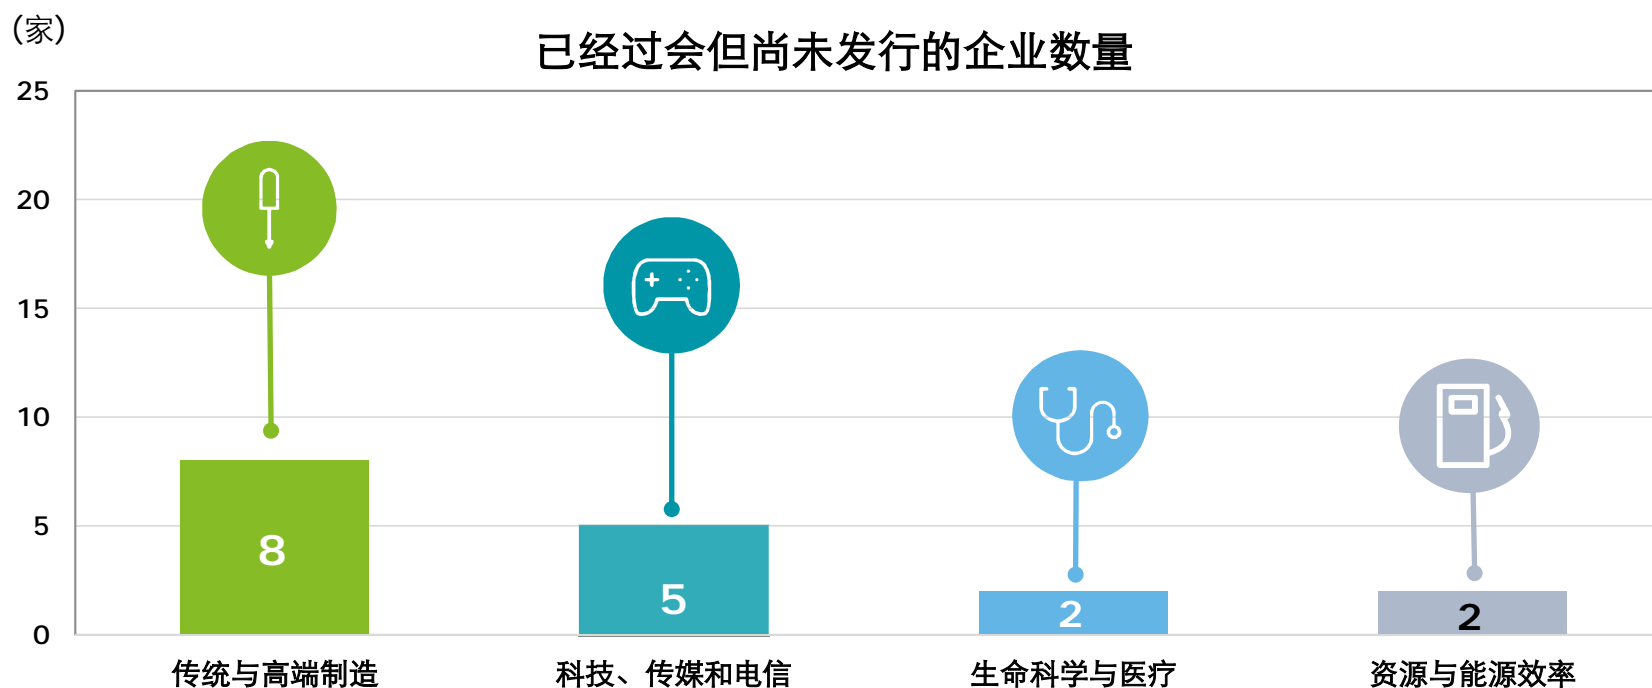 （家）
已经过会但尚未发行的企业数量
25
20
15
10
5
0
8
5
2
2
传统与高端制造
科技、传媒和电信
生命科学与医疗
资源与能源效率